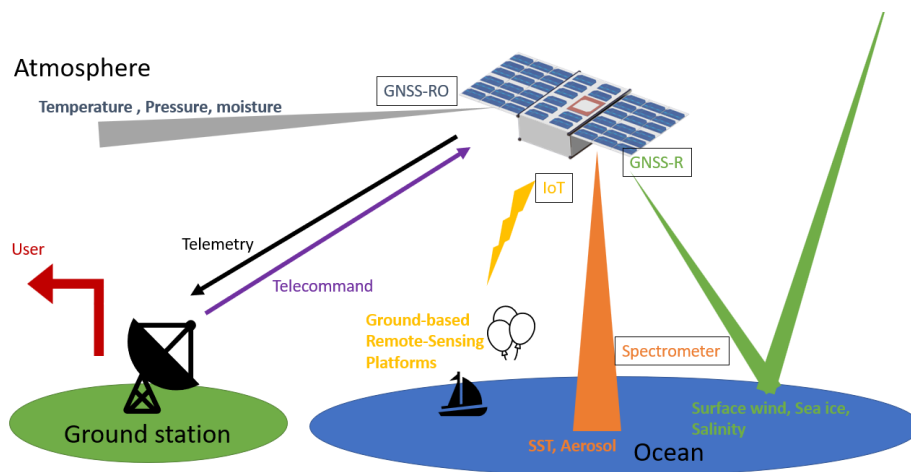 Atmosphere
GNSS-RO
Temperature , Pressure, moisture
GNSS-R
IoT
User
Telemetry
Telecommand
Ground-based
Remote-Sensing
Platforms
Spectrometer
Surface wind, Sea ice,
Salinity
Ground station
SST, Aerosol
Ocean